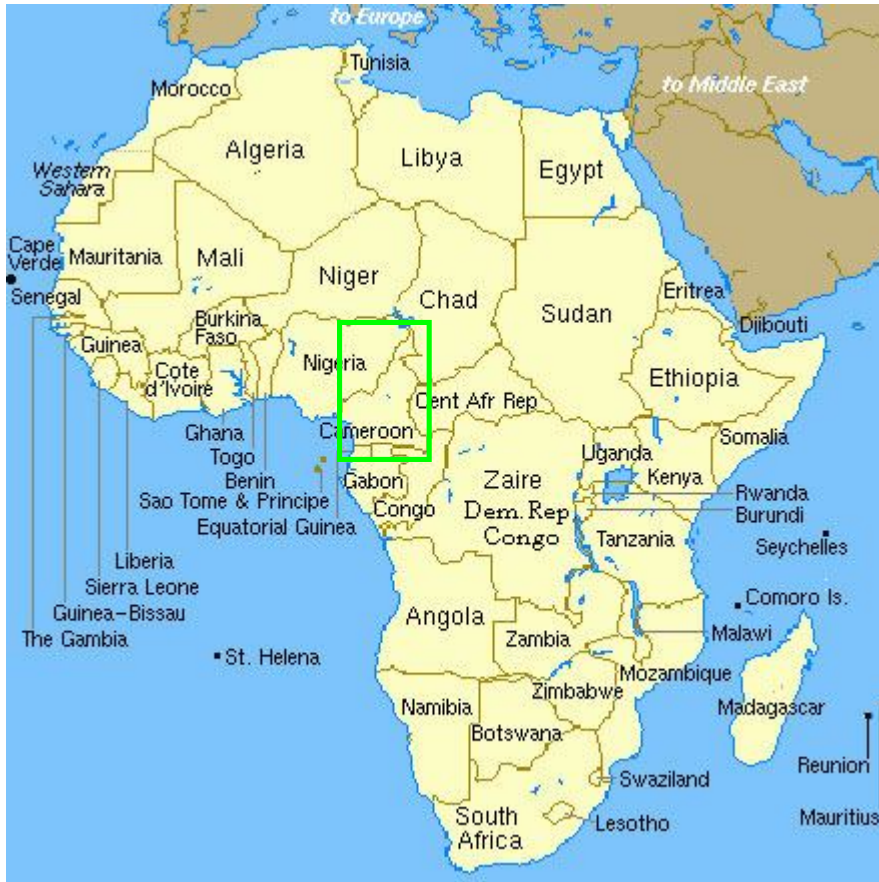 to Europe
Tunisia
Morocco
to Middle East
Algeria
Libya
Egypt
Western
Sahara
Cape
Verde
Mauritania
Mali
Niger
Chad
Sudan
Eritrea
Senegal
Burkina
Faso
Djibouti
Guinea
Nigeria
Cote
d'Ivoire
Ethiopia
Cent Afr Rep
Ghana
Cameroon
Somalia
Togo
Uganda
Benin
Gabon
Zaire
Kenya
Sao Tome & Principe
Rwanda
Congo
Dem. Rep
Congo
Burundi
Equatorial Guinea
Tanzania
Seychelles
Liberia
Sierra Leone
Guinea-Bissau
The Gambia
Angola
Comoro Is.
Zambia
Malawi
St. Helena
Mozambique
Zimbabwe
Namibia
Madagascar
Botswana
Reunion
Swaziland
South
Africa
Lesotho
Mauritius